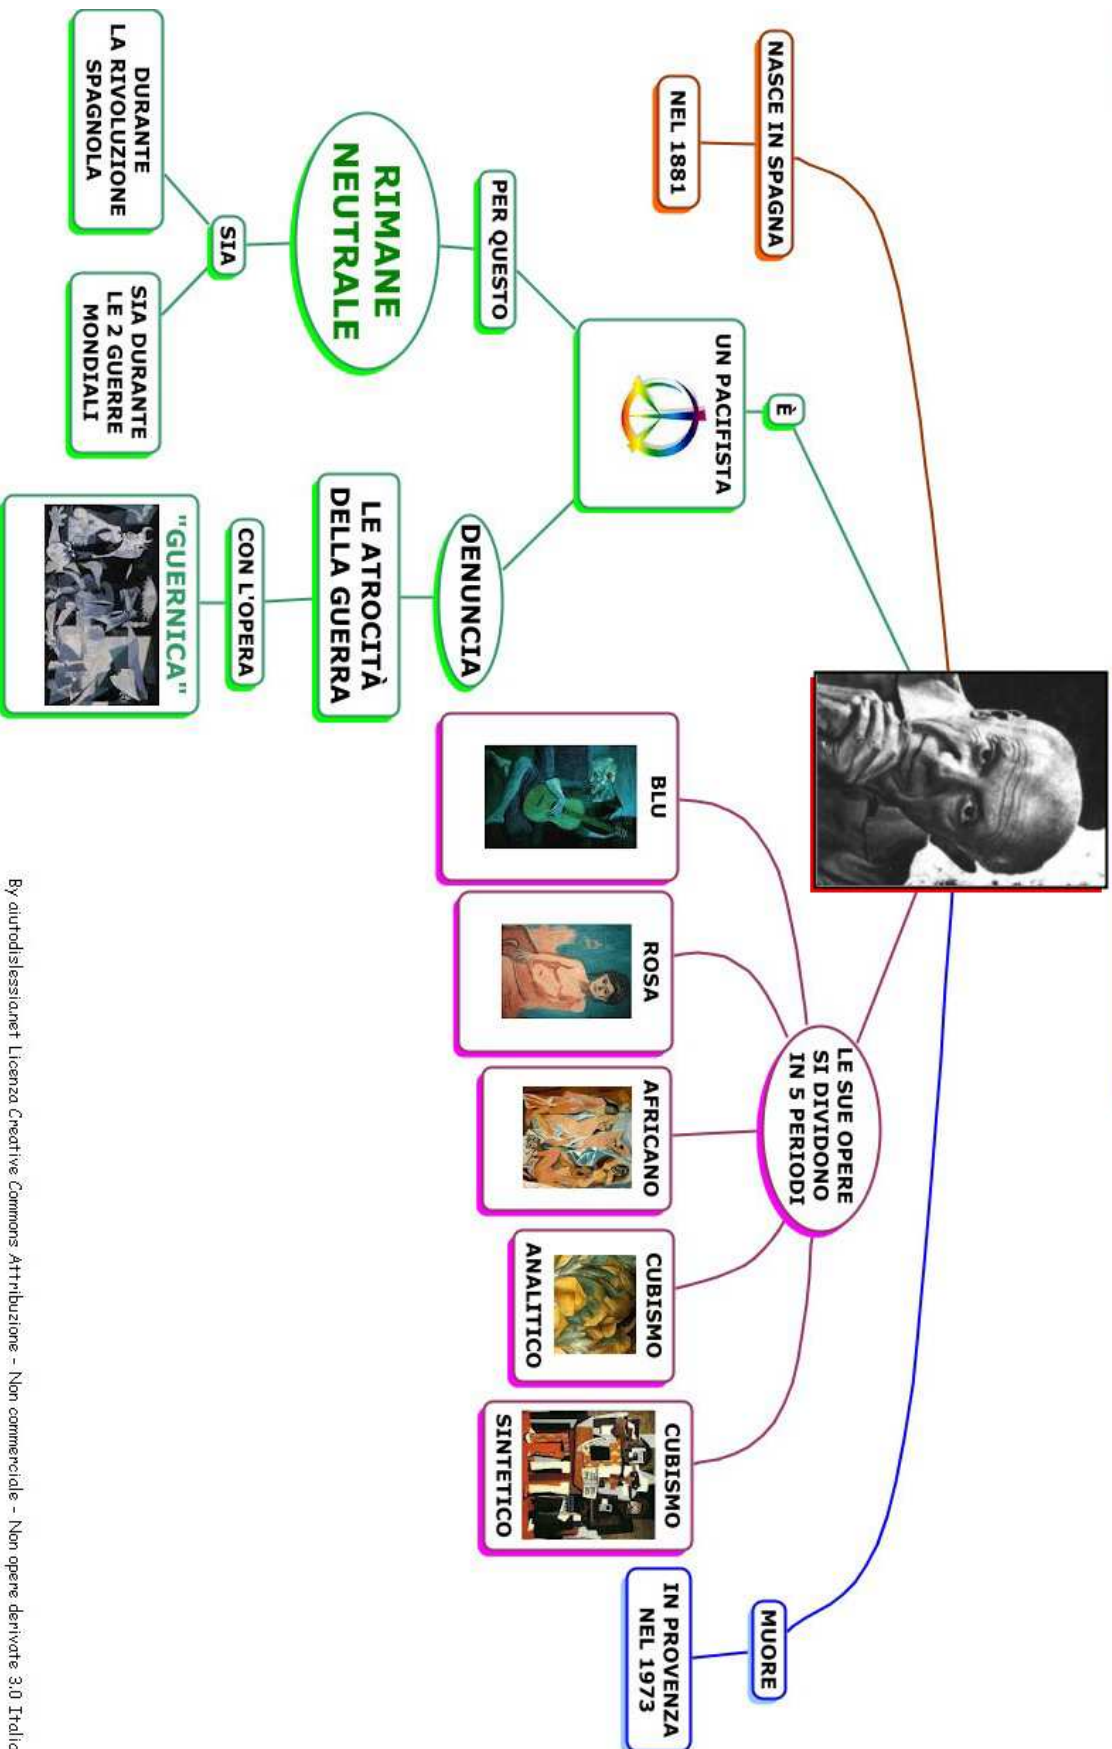 NASCE IN SPAGNA
NEL 1881
È
UN PACIFISTA
PER QUESTO
RIMANE
NEUTRALE
SIA
DURANTE
LA RIVOLUZIONE
SPAGNOLA
SIA DURANTE
LE 2 GUERRE
MONDIALI
DENUNCIA
LE ATROCITÀ
DELLA GUERRA
CON L'OPERA
"GUERNICA"
LE SUE OPERE
SI DIVIDONO
IN 5 PERIODI
BLU
ROSA
AFRICANO
CUBISMO
ANALITICO
CUBISMO
SINTETICO
MUORE
IN PROVENZA
NEL 1973
By aiutodislessia.net Licenza Creative Commons Attribuzione - Non commerciale - Non opere derivate 3.0 Italia